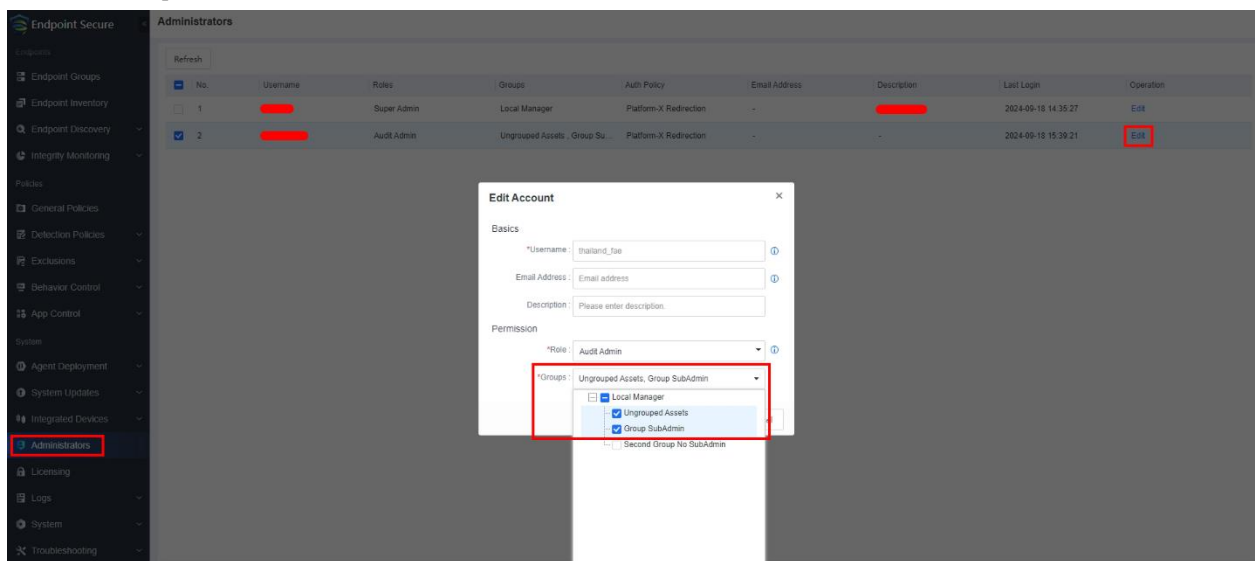 Endpoint Secure
Administrators
Endpoints
Endpoint Groups
Endpoint Inventory
Endpoint Discovery
Integrity Monitoring
Policies
General Policies
Detection Policies
Exclusions
Behavior Control
App Control
System
Agent Deployment
System Updates
Integrated Devices
Administrators
Licensing
Logs
System
Troubleshooting
Refresh
No. Username Roles Groups Auth Policy Email Address Description Last Login Operation
1 Super Admin Local Manager Platform-X Redirection - 2024-09-18 14:35:27 Edit
2 Audit Admin Ungrouped Assets , Group Su... Platform-X Redirection - - 2024-09-18 15:39:21 Edit
Edit Account
Basics
*Username : thailand_fae
Email Address : Email address
Description : Please enter description.
Permission
*Role : Audit Admin
*Groups : Ungrouped Assets, Group SubAdmin
Local Manager
Ungrouped Assets
Group SubAdmin
Second Group No SubAdmin